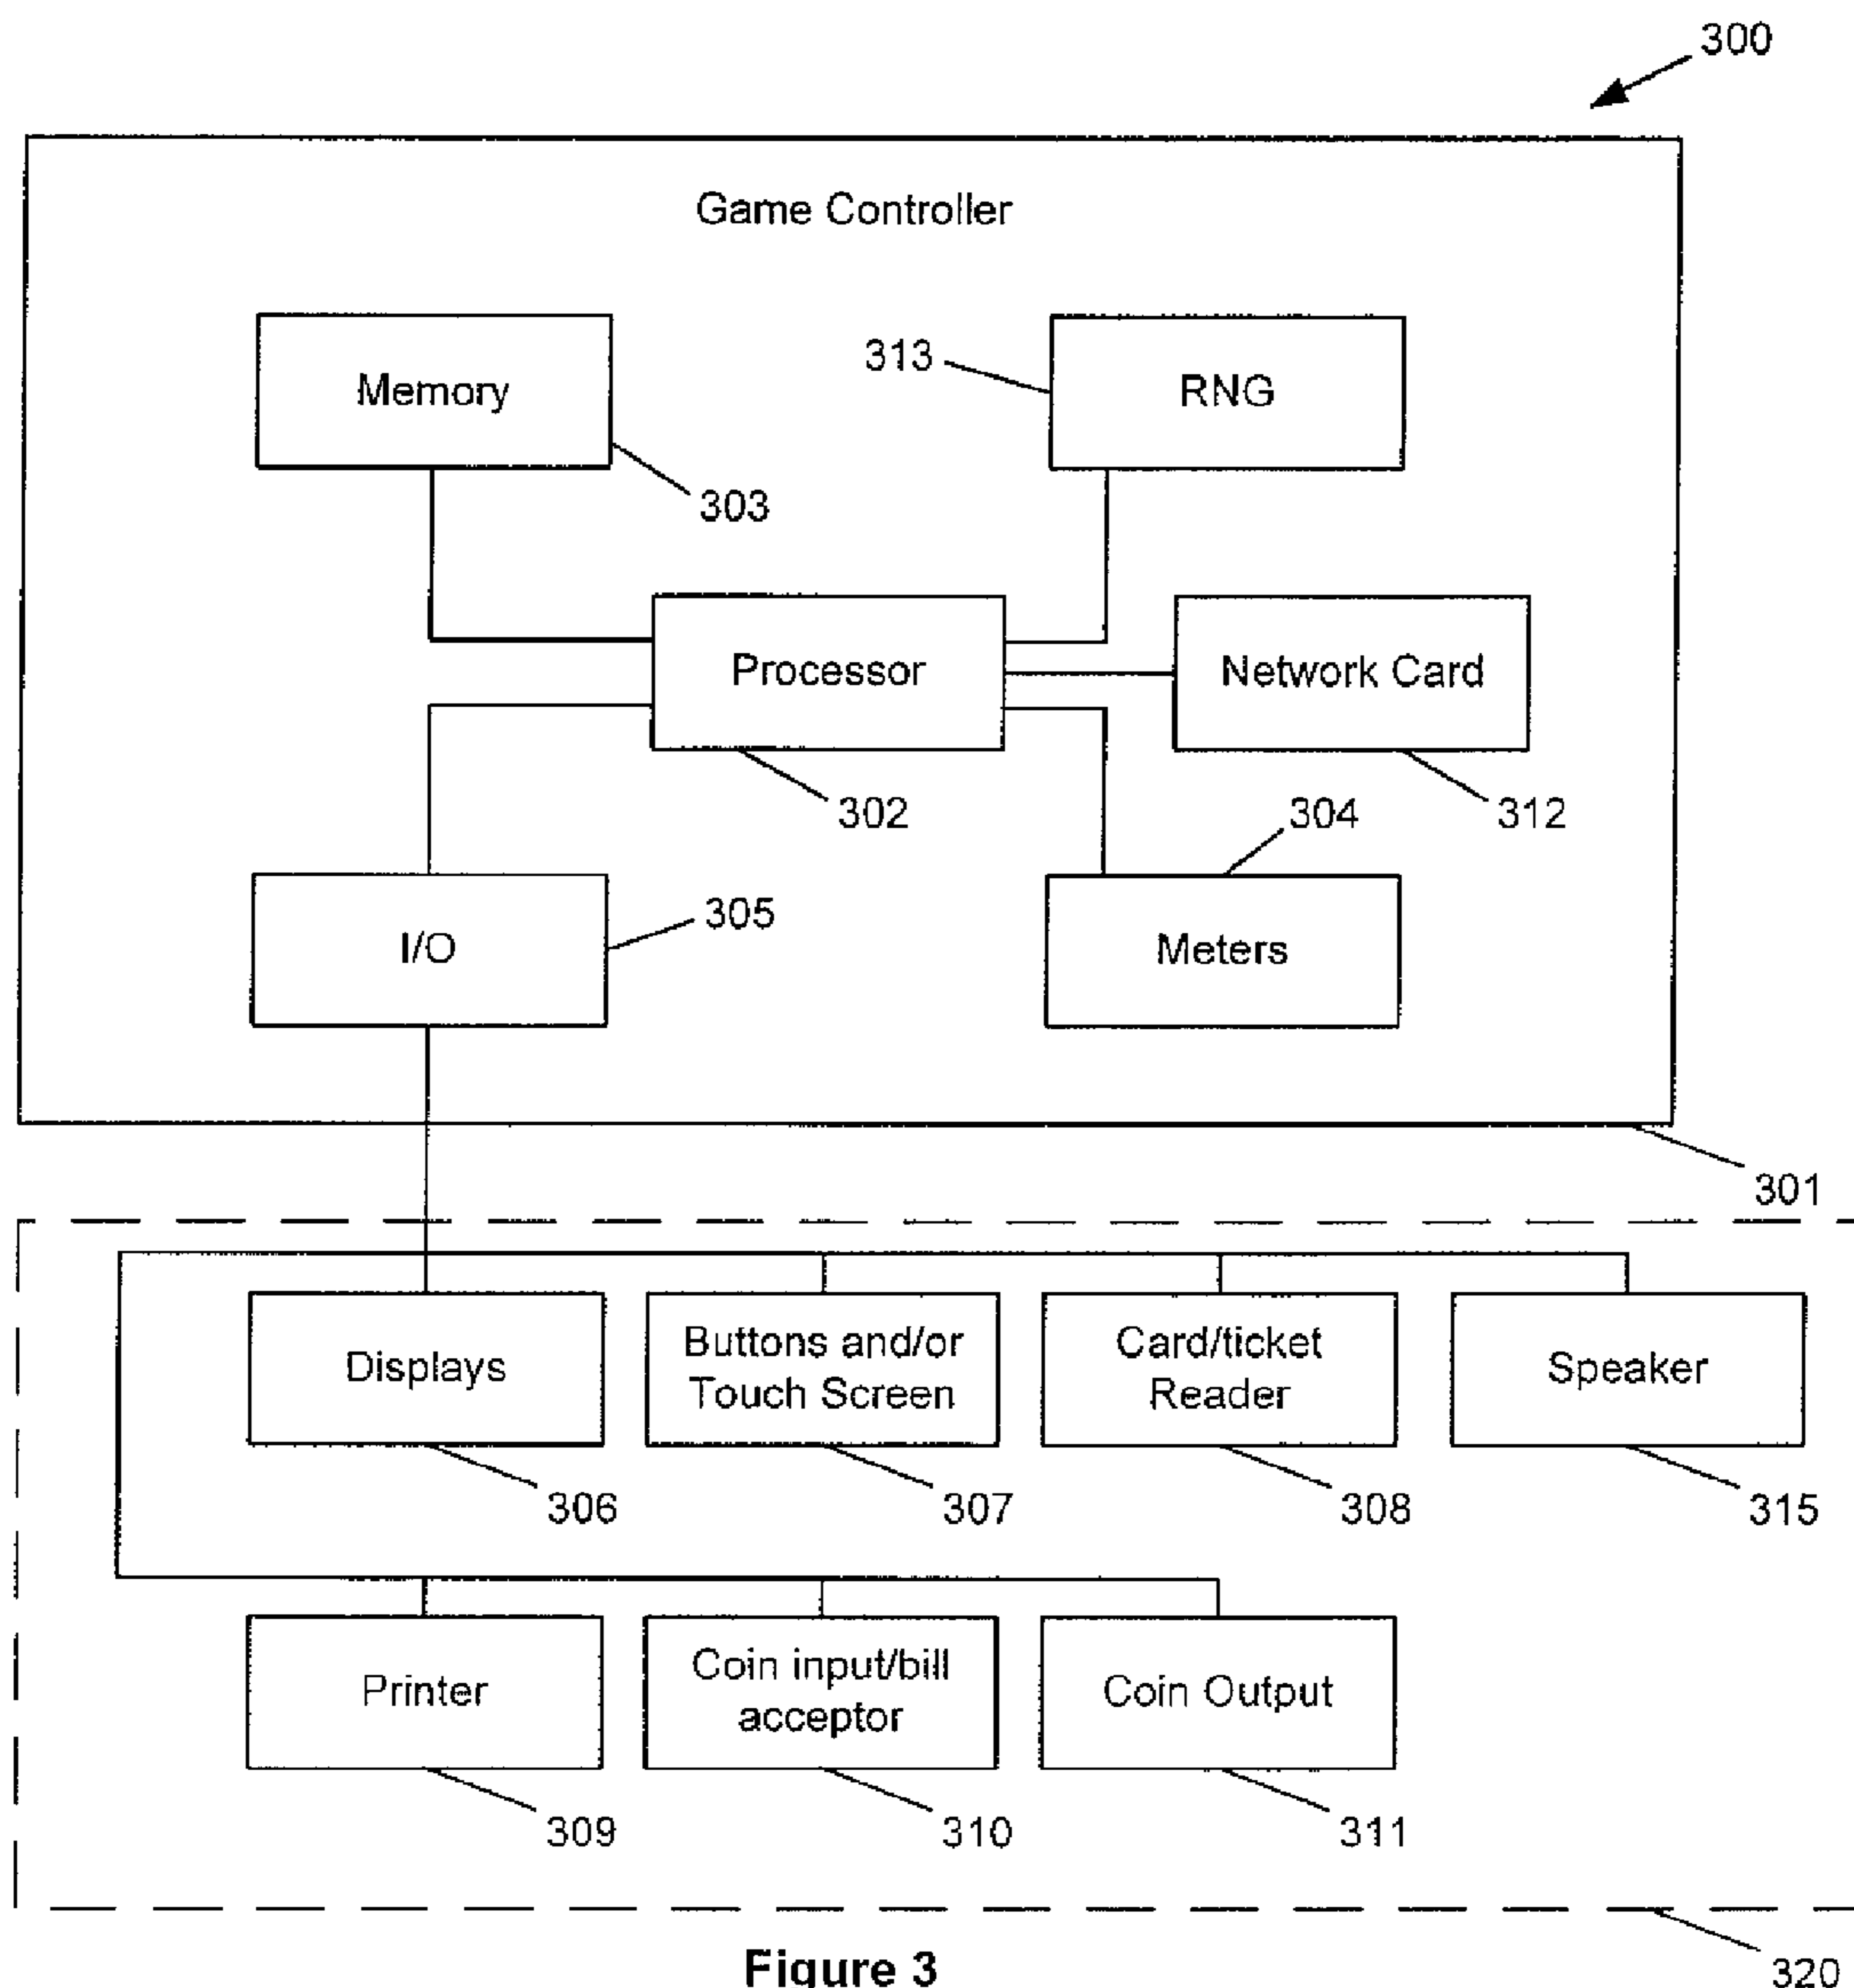 300
Game Controller
Memory
313
RNG
303
Processor
Network Card
302
304
312
I/O
305
Meters
301
Displays
Buttons and/or
Touch Screen
Card/ticket
Reader
Speaker
306
307
308
315
Printer
Coin input/bill
acceptor
Coin Output
309
310
311
Figure 3
320